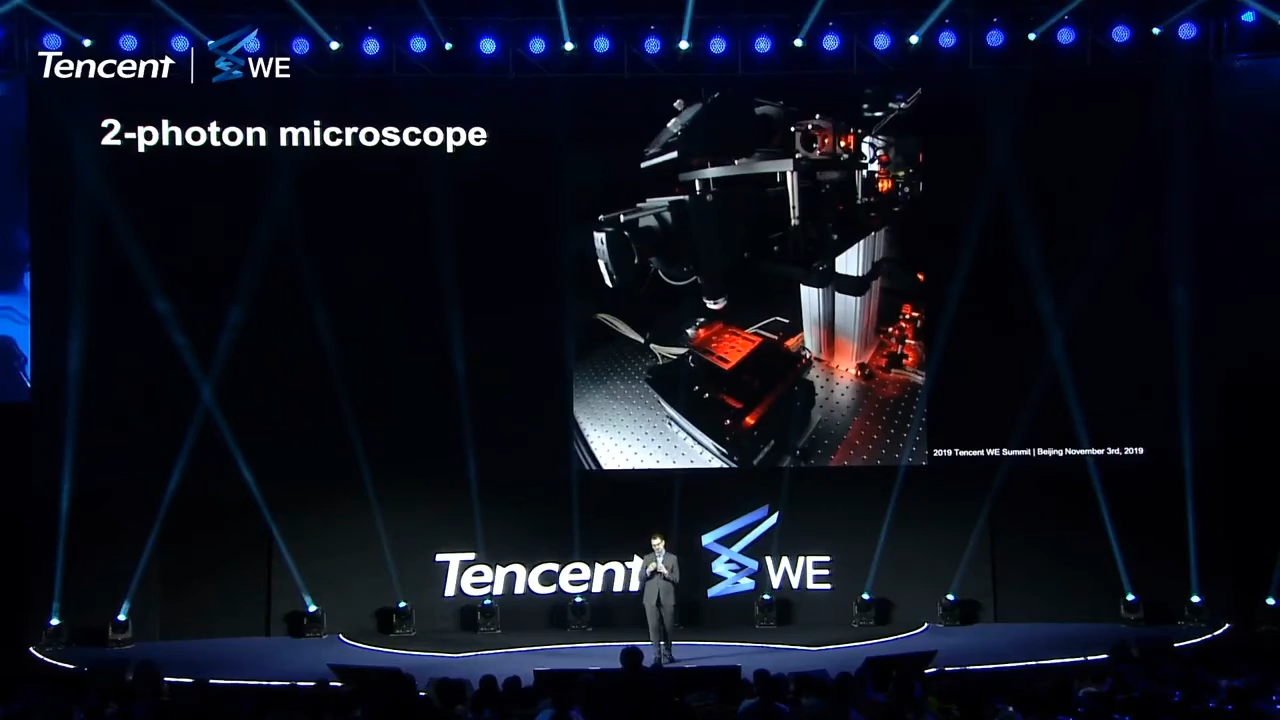 Tencent WE
2-photon microscope
2019 Tencent WE Summit | Beijing November 3rd, 2019
Tencent WE